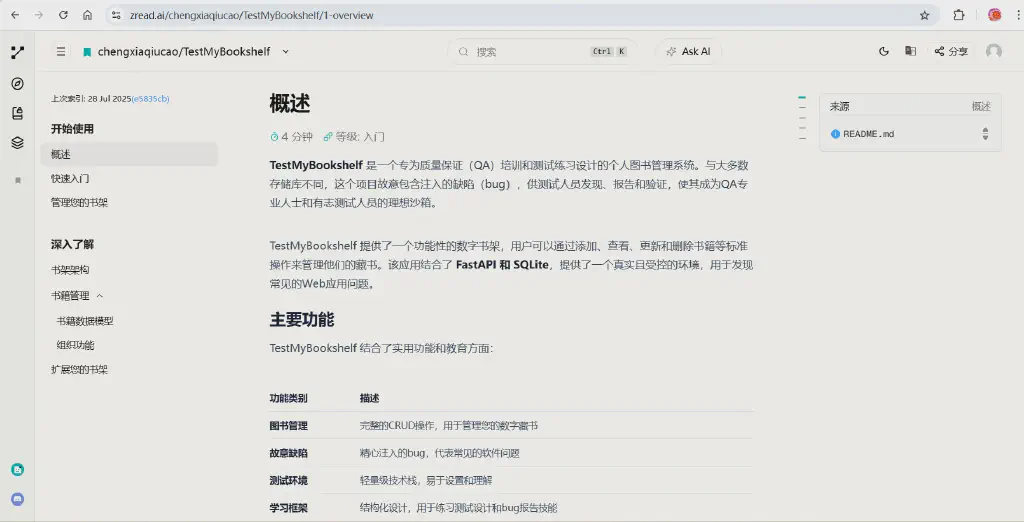 zread.ai/chengxiaqiucao/TestMyBookshelf/1-overview
chengxiaqiucao/TestMyBookshelf
搜索
Ctrl K
Ask AI
分享
上次索引: 28 Jul 2025(e5835cb)
开始使用
概述
快速入门
管理您的书架
深入了解
书架架构
书籍管理
书籍数据模型
组织功能
扩展您的书架
概述
4 分钟
等级: 入门
TestMyBookshelf 是一个专为质量保证（QA）培训和测试练习设计的个人图书管理系统。与大多数
存储库不同，这个项目故意包含注入的缺陷（bug），供测试人员发现、报告和验证，使其成为QA专
业人士和有志测试人员的理想沙箱。
TestMyBookshelf 提供了一个功能性的数字书架，用户可以通过添加、查看、更新和删除书籍等标准
操作来管理他们的藏书。该应用结合了 FastAPI 和 SQLite，提供了一个真实且受控的环境，用于发现
常见的Web应用问题。
主要功能
TestMyBookshelf 结合了实用功能和教育方面：
功能类别 描述
图书管理 完整的CRUD操作，用于管理您的数字藏书
故意缺陷 精心注入的bug，代表常见的软件问题
测试环境 轻量级技术栈，易于设置和理解
学习框架 结构化设计，用于练习测试设计和bug报告技能
来源 概述
README.md